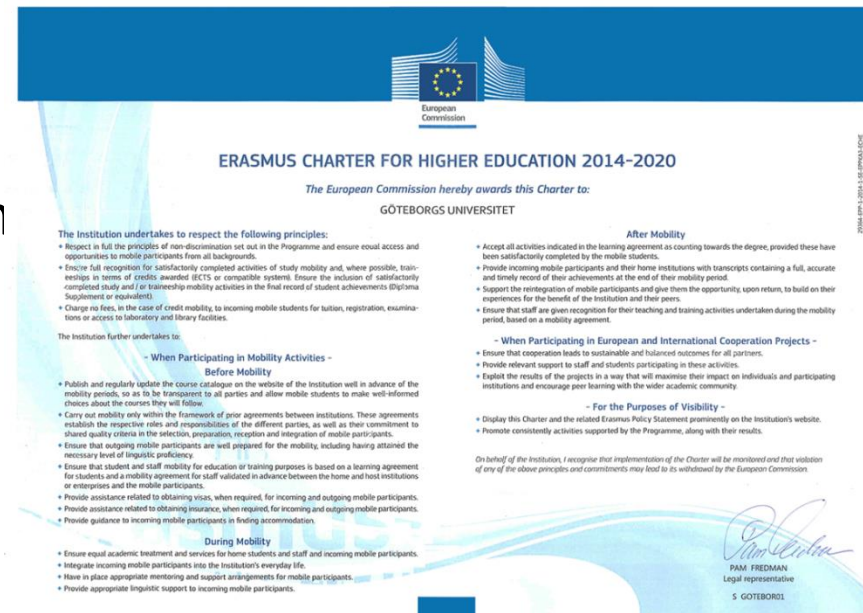 European
Commission
ERASMUS CHARTER FOR HIGHER EDUCATION 2014-2020
The European Commission hereby awards this Charter to:
GÖTEBORGS UNIVERSITET
The Institution undertakes to respect the following principles:
+ Respect in full the principles of non-discrimination set out in the Programme and ensure equal access and
opportunities to mobile participants from all backgrounds.
+ Ensure full recognition for satisfactorily completed activities of study mobility and, where possible, train-
eeships in terms of credits awarded (ECTS or compatible system). Ensure the inclusion of satisfactorily
completed study and / or traineeship mobility activities in the final record of student achievements (Diploma
Supplement or equivalent).
+ Charge no fees, in the case of credit mobility, to incoming mobile students for tuition, registration, examina-
tions or access to laboratory and library facilities.
The Institution further undertakes to:
- When Participating in Mobility Activities -
Before Mobility
+ Publish and regularly update the course catalogue on the website of the Institution well in advance of the
mobility periods, so as to be transparent to all parties and allow mobile students to make well-informed
choices about the courses they will follow.
+ Carry out mobility only within the framework of prior agreements between institutions. These agreements
establish the respective roles and responsibilities of the different parties, as well as their commitment to
shared quality criteria in the selection, preparation, reception and integration of mobile participants.
+ Ensure that outgoing mobile participants are well prepared for the mobility, including having attained the
necessary level of linguistic proficiency.
+ Ensure that student and staff mobility for education or training purposes is based on a learning agreement
for students and a mobility agreement for staff validated in advance between the home and host institutions
or enterprises and the mobile participants.
+ Provide assistance related to obtaining visas, when required, for incoming and outgoing mobile participants.
+ Provide assistance related to obtaining insurance, when required, for incoming and outgoing mobile participants.
+ Provide guidance to incoming mobile participants in finding accommodation.
During Mobility
+ Ensure equal academic treatment and services for home students and staff and incoming mobile participants.
+ Integrate incoming mobile participants into the Institution's everyday life.
+ Have in place appropriate mentoring and support arrangements for mobile participants.
+ Provide appropriate linguistic support to incoming mobile participants.
After Mobility
+ Accept all activities indicated in the learning agreement as counting towards the degree, provided these have
been satisfactorily completed by the mobile students.
+ Provide incoming mobile participants and their home institutions with transcripts containing a full, accurate
and timely record of their achievements at the end of their mobility period.
+ Support the reintegration of mobile participants and give them the opportunity, upon return, to build on their
experiences for the benefit of the Institution and their peers.
+ Ensure that staff are given recognition for their teaching and training activities undertaken during the mobility
period, based on a mobility agreement.
- When Participating in European and International Cooperation Projects -
+ Ensure that cooperation leads to sustainable and balanced outcomes for all partners.
+ Provide relevant support to staff and students participating in these activities.
+ Exploit the results of the projects in a way that will maximise their impact on individuals and participating
institutions and encourage peer learning with the wider academic community.
- For the Purposes of Visibility -
+ Display this Charter and the related Erasmus Policy Statement prominently on the Institution's website.
+ Promote consistently activities supported by the Programme, along with their results.
On behalf of the Institution, I recognise that implementation of the Charter will be monitored and that violation
of any of the above principles and commitments may lead to its withdrawal by the European Commission.
PAM FREDMAN
Legal representative
S GOTEBOR01